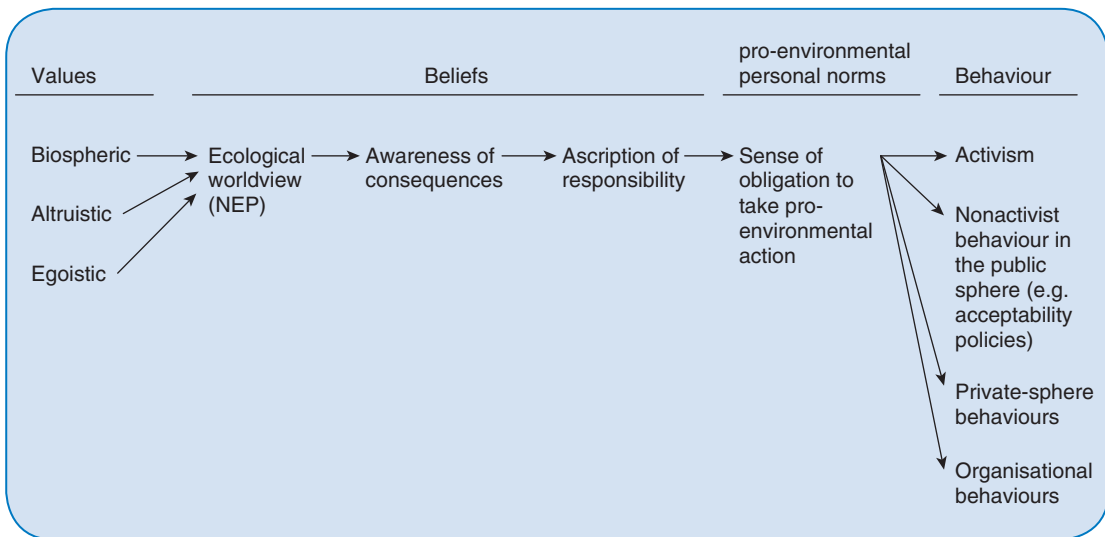 Values
Beliefs
pro-environmental
personal norms
Behaviour
Biospheric
Altruistic
Egoistic
Ecological
worldview
(NEP)
Awareness of
consequences
Ascription of
responsibility
Sense of
obligation to
take pro-
environmental
action
Activism
Nonactivist
behaviour in
the public
sphere (e.g.
acceptability
policies)
Private-sphere
behaviours
Organisational
behaviours